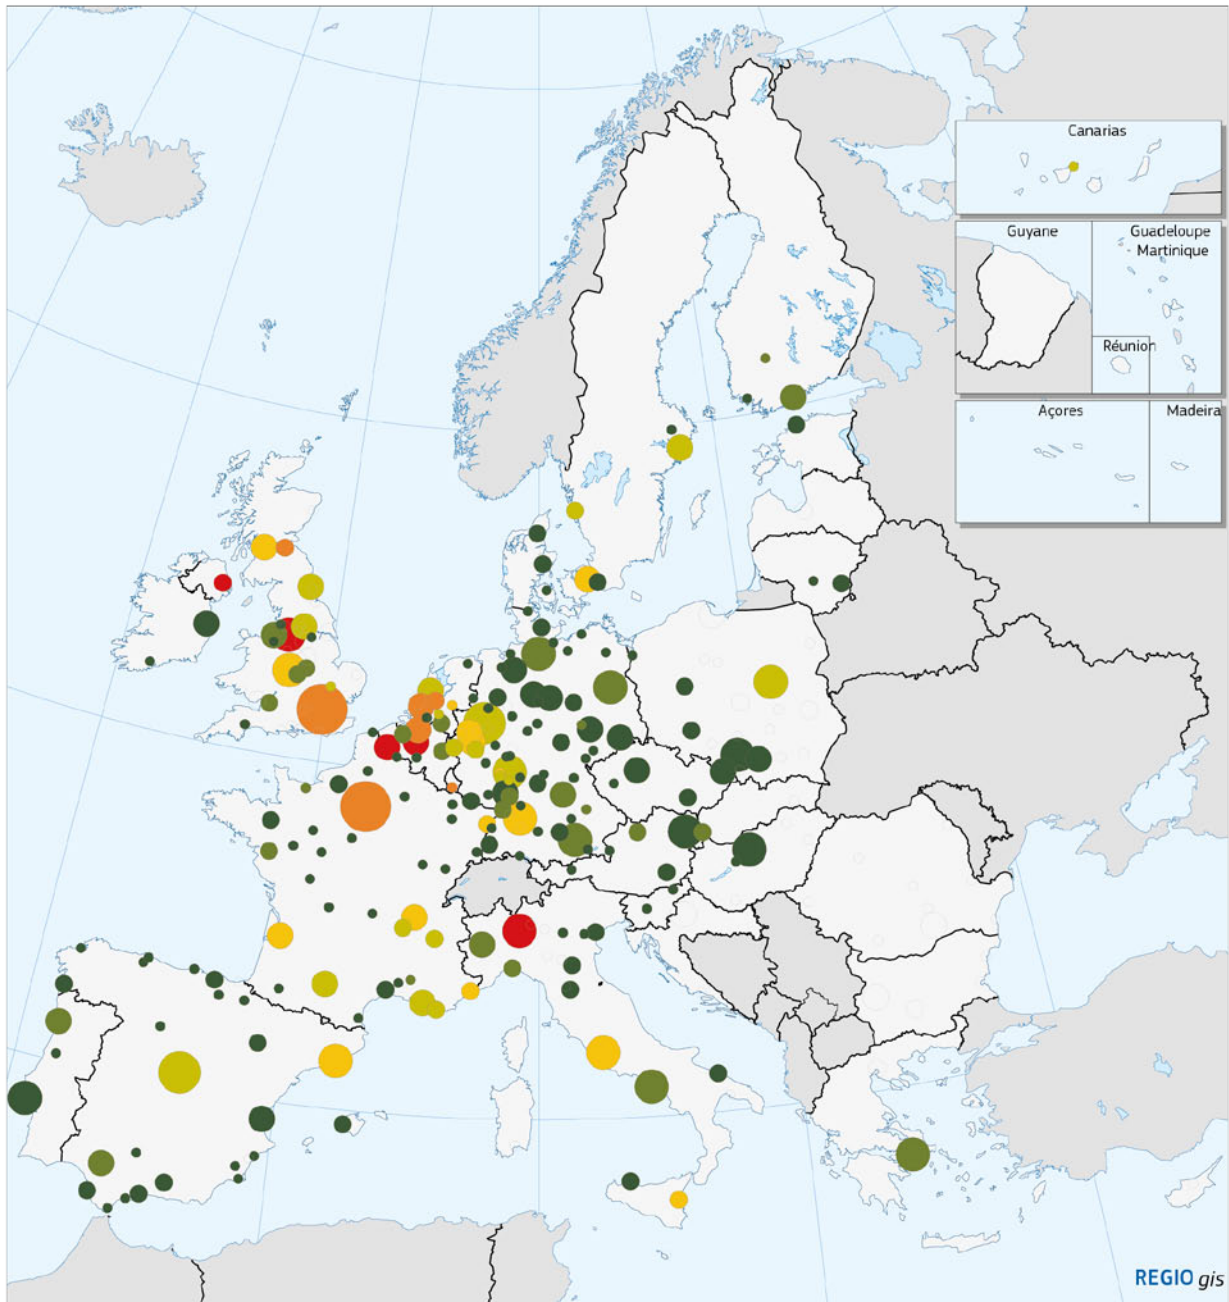 Canarias
Guyane
Guadeloupe
Martinique
Réunion
Açores
Madeira
REGIO gis